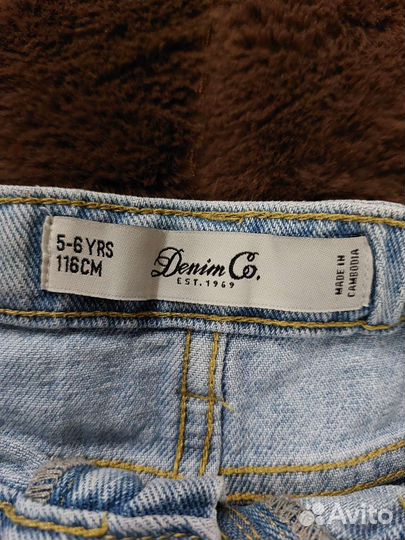 5-6 YRS
116CM
Denim Co.
EST. 1969
MADE IN
CAMBODIA
Avito